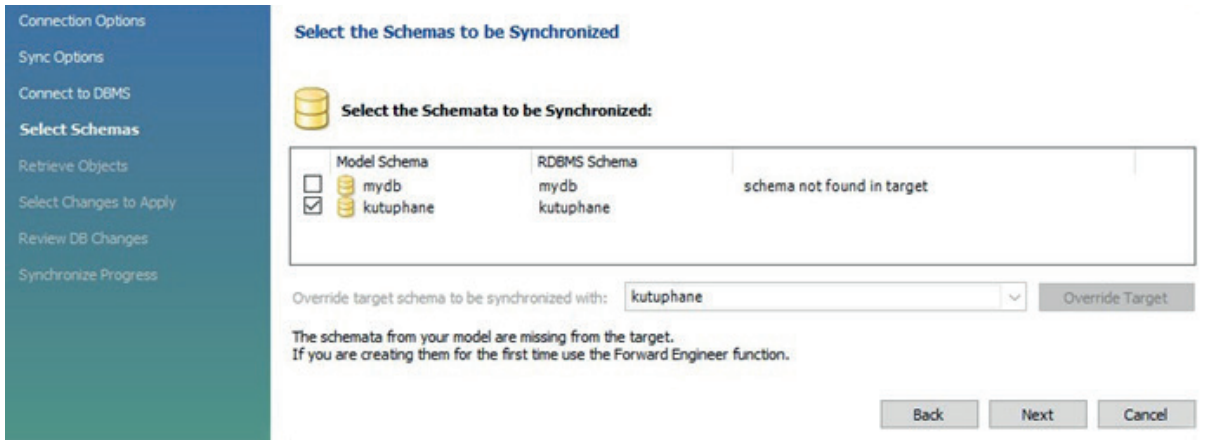 Connection Options
Sync Options
Connect to DBMS
Select Schemas
Retrieve Objects
Select Changes to Apply
Review DB Changes
Synchronize Progress
Select the Schemas to be Synchronized
Select the Schemata to be Synchronized:
Model Schema RDBMS Schema
mydb mydb schema not found in target
kutuphane kutuphane
Override target schema to be synchronized with: kutuphane Override Target
The schemata from your model are missing from the target.
If you are creating them for the first time use the Forward Engineer function.
Back Next Cancel